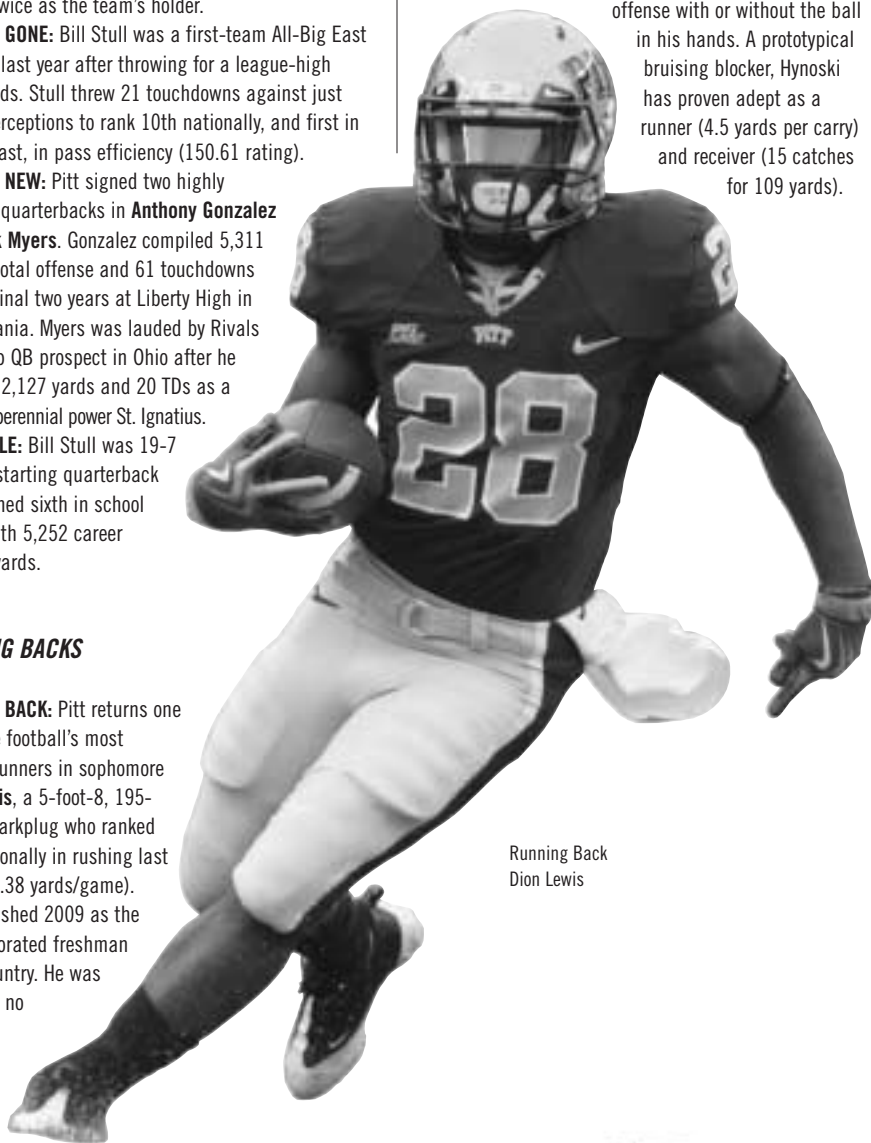 wice as the team's holder.
GONE: Bill Stull was a first-team All-Big East
last year after throwing for a league-high
ds. Stull threw 21 touchdowns against just
erceptions to rank 10th nationally, and first in
ast, in pass efficiency (150.61 rating).
NEW: Pitt signed two highly
quarterbacks in Anthony Gonzalez
k Myers. Gonzalez compiled 5,311
otal offense and 61 touchdowns
inal two years at Liberty High in
ania. Myers was lauded by Rivals
o QB prospect in Ohio after he
2,127 yards and 20 TDs as a
perennial power St. Ignatius.
LE: Bill Stull was 19-7
starting quarterback
hed sixth in school
th 5,252 career
yards.
G BACKS
BACK: Pitt returns one
e football's most
unners in sophomore
is, a 5-foot-8, 195-
arkplug who ranked
onally in rushing last
.38 yards/game).
shed 2009 as the
orated freshman
untry. He was
no
offense with or without the ball
in his hands. A prototypical
bruising blocker, Hynoski
has proven adept as a
runner (4.5 yards per carry)
and receiver (15 catches
for 109 yards).
PITT
28
2
Running Back
Dion Lewis